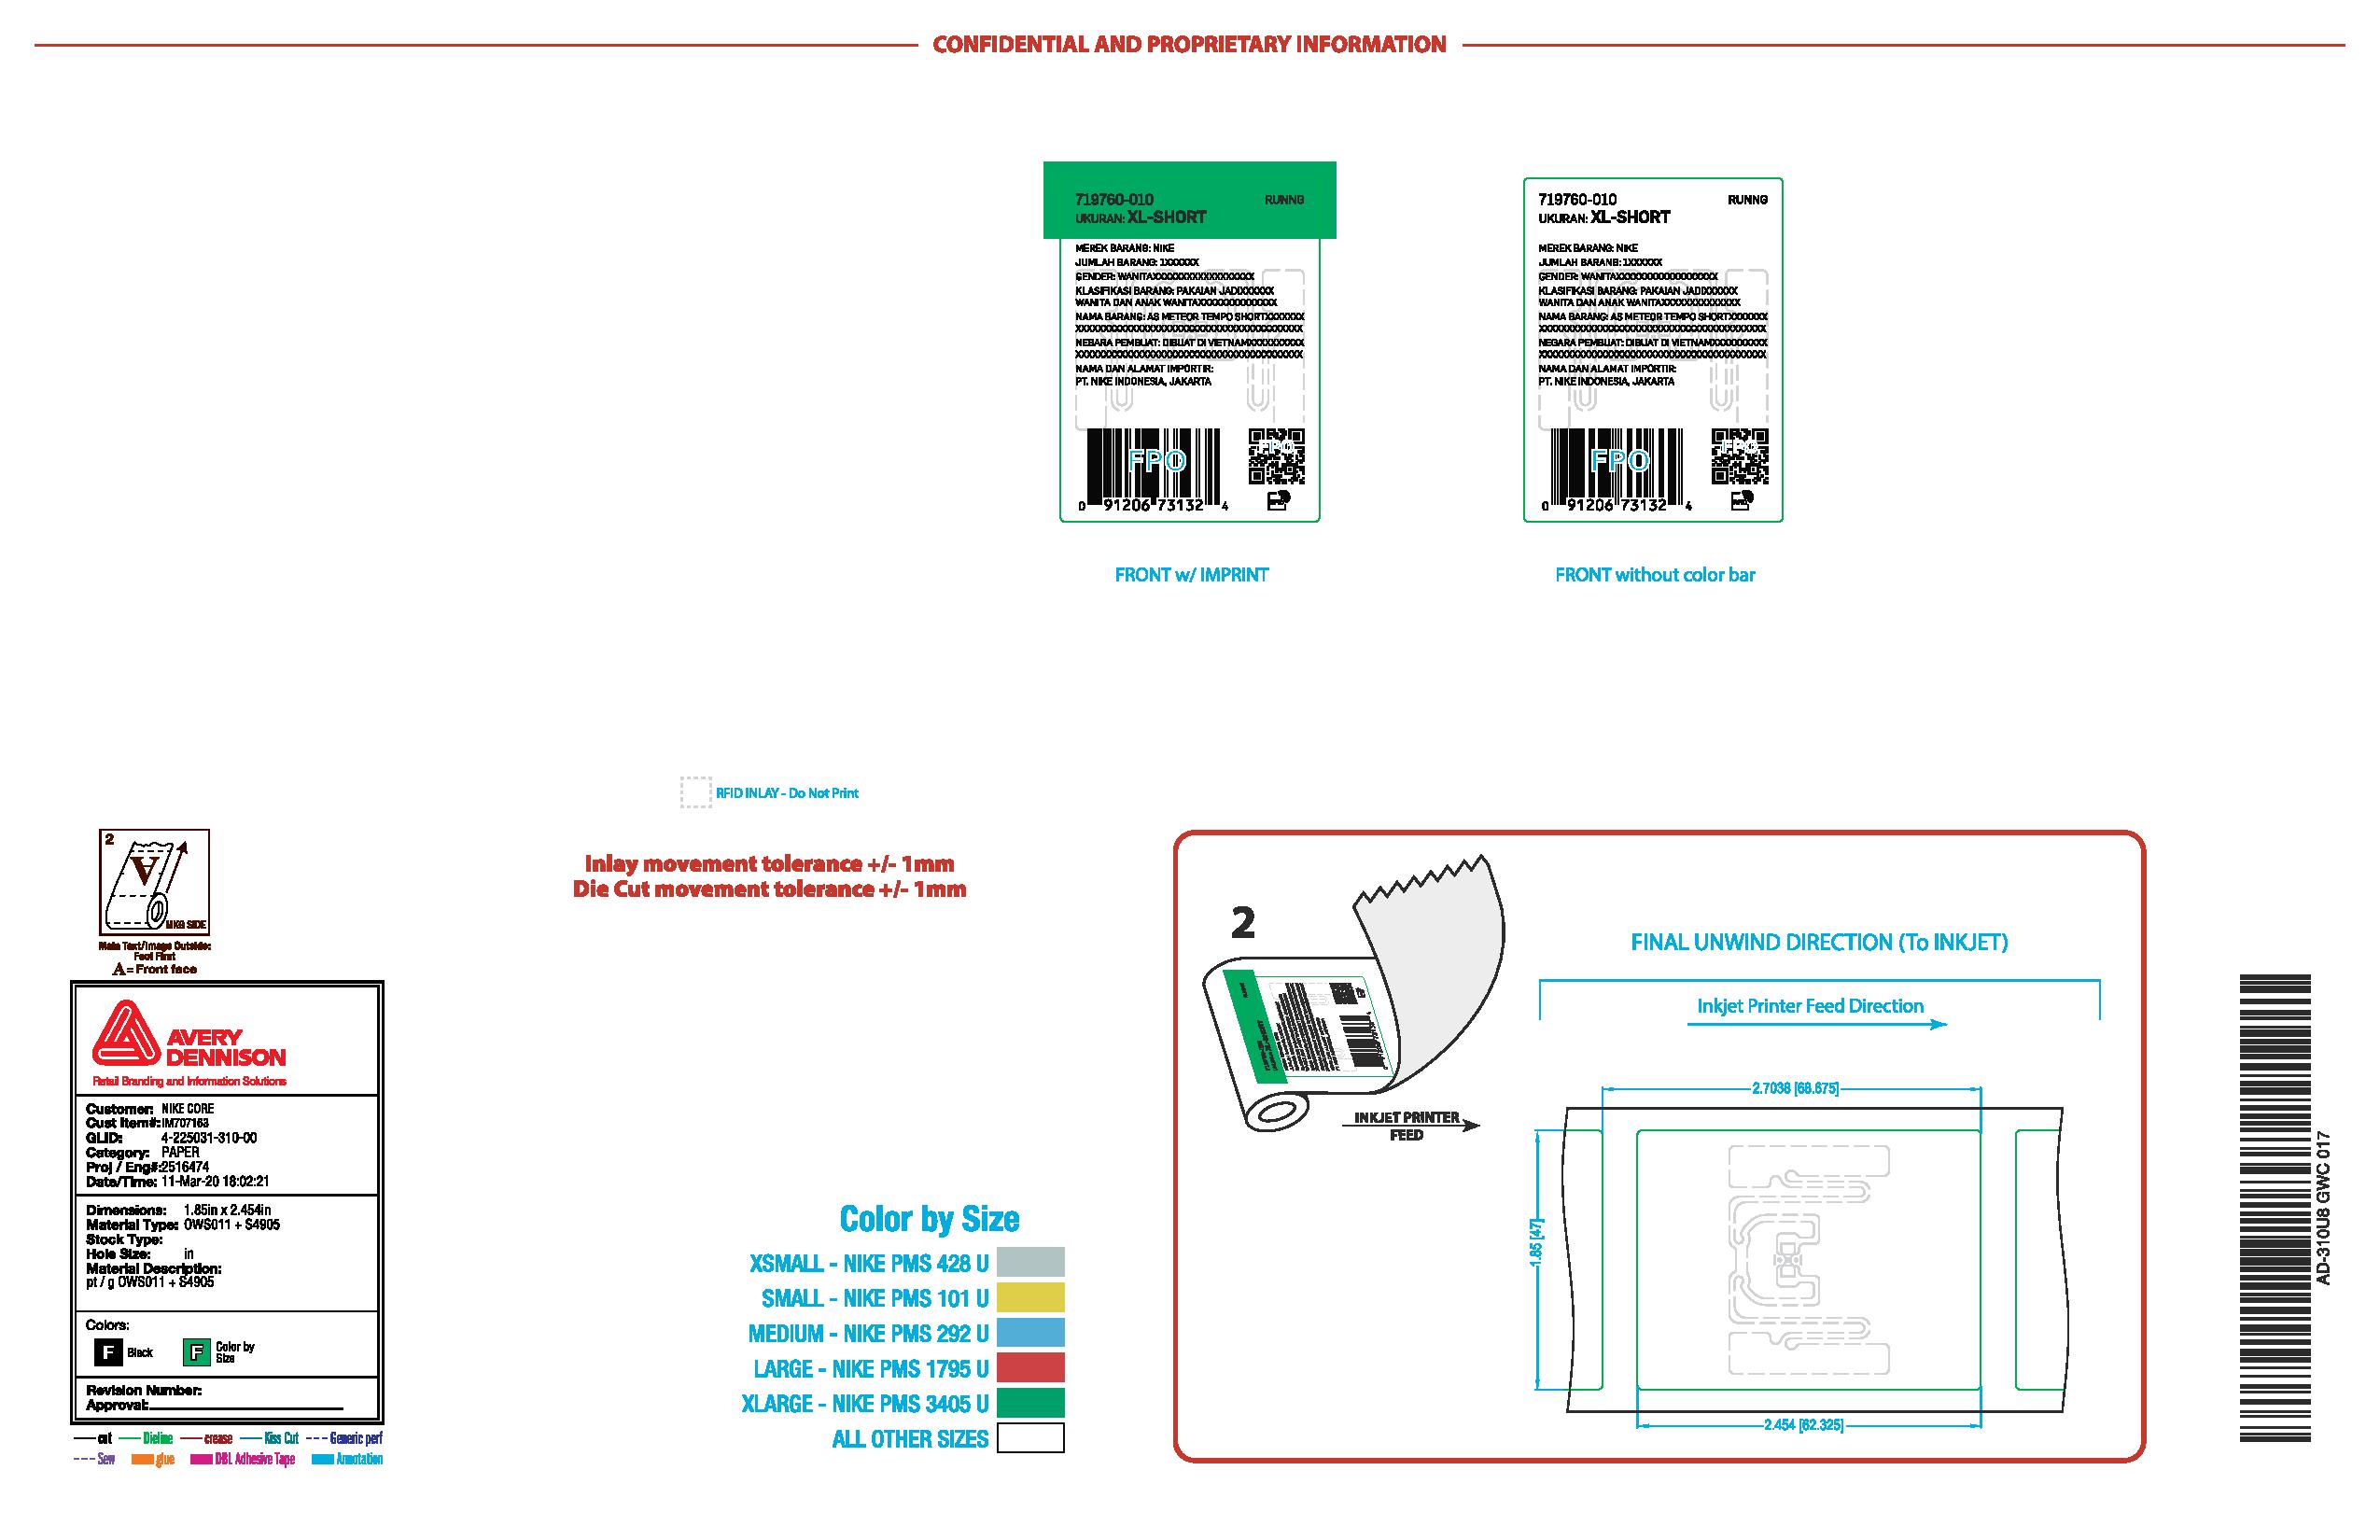 CONFIDENTIAL AND PROPRIETARY INFORMATION
719760-010 RUNNG
UKURAN: XL-SHORT
MEREK BARANG: NIKE
JUMLAH BARANG: 1XXXXXX
GENDER: WANITAXXXXXXXXXXXXXXXXXXX
KLASIFIKASI BARANG: PAKAIAN JADIXXXXXX
WANITA DAN ANAK WANITAXXXXXXXXXXXXXXX
NAMA BARANG: AS METEOR TEMPO SHORTXXXXXXX
NEGARA PEMBUAT: DIBUAT DI VIETNAMXXXXXXXXXX
NAMA DAN ALAMAT IMPORTIR:
PT. NIKE INDONESIA, JAKARTA
FPO
FPO
0 91206 73132 4
FRONT w/ IMPRINT
719760-010 RUNNG
UKURAN: XL-SHORT
MEREK BARANG: NIKE
JUMLAH BARANG: 1XXXXXX
GENDER: WANITAXXXXXXXXXXXXXXXXXXX
KLASIFIKASI BARANG: PAKAIAN JADIXXXXXX
WANITA DAN ANAK WANITAXXXXXXXXXXXXXXX
NAMA BARANG: AS METEOR TEMPO SHORTXXXXXXX
NEGARA PEMBUAT: DIBUAT DI VIETNAMXXXXXXXXXX
NAMA DAN ALAMAT IMPORTIR:
PT. NIKE INDONESIA, JAKARTA
FPO
FPO
0 91206 73132 4
FRONT without color bar
RFID INLAY - Do Not Print
Inlay movement tolerance +/- 1mm
Die Cut movement tolerance +/- 1mm
2
A
MKG SIDE
Main Text/Image Outside:
Foot First
A = Front face
AVERY
DENNISON
Retail Branding and Information Solutions
Customer: NIKE CORE
Cust Item#: IM707163
GLID: 4-225031-310-00
Category: PAPER
Proj / Eng#: 2516474
Date/Time: 11-Mar-20 18:02:21
Dimensions: 1.85in x 2.454in
Material Type: OWS011 + S4905
Stock Type:
Hole Size: in
Material Description:
pt / g OWS011 + S4905
Colors:
F Black F Color by
Size
Revision Number:
Approval:
cut Dieline crease Kiss Cut Generic perf
Sew glue DBL Adhesive Tape Annotation
Color by Size
XSMALL - NIKE PMS 428 U
SMALL - NIKE PMS 101 U
MEDIUM - NIKE PMS 292 U
LARGE - NIKE PMS 1795 U
XLARGE - NIKE PMS 3405 U
ALL OTHER SIZES
2
INKJET PRINTER
FEED
FINAL UNWIND DIRECTION (To INKJET)
Inkjet Printer Feed Direction
2.7038 [68.675]
1.85 [47]
2.454 [62.325]
AD-310U8 GWC 017